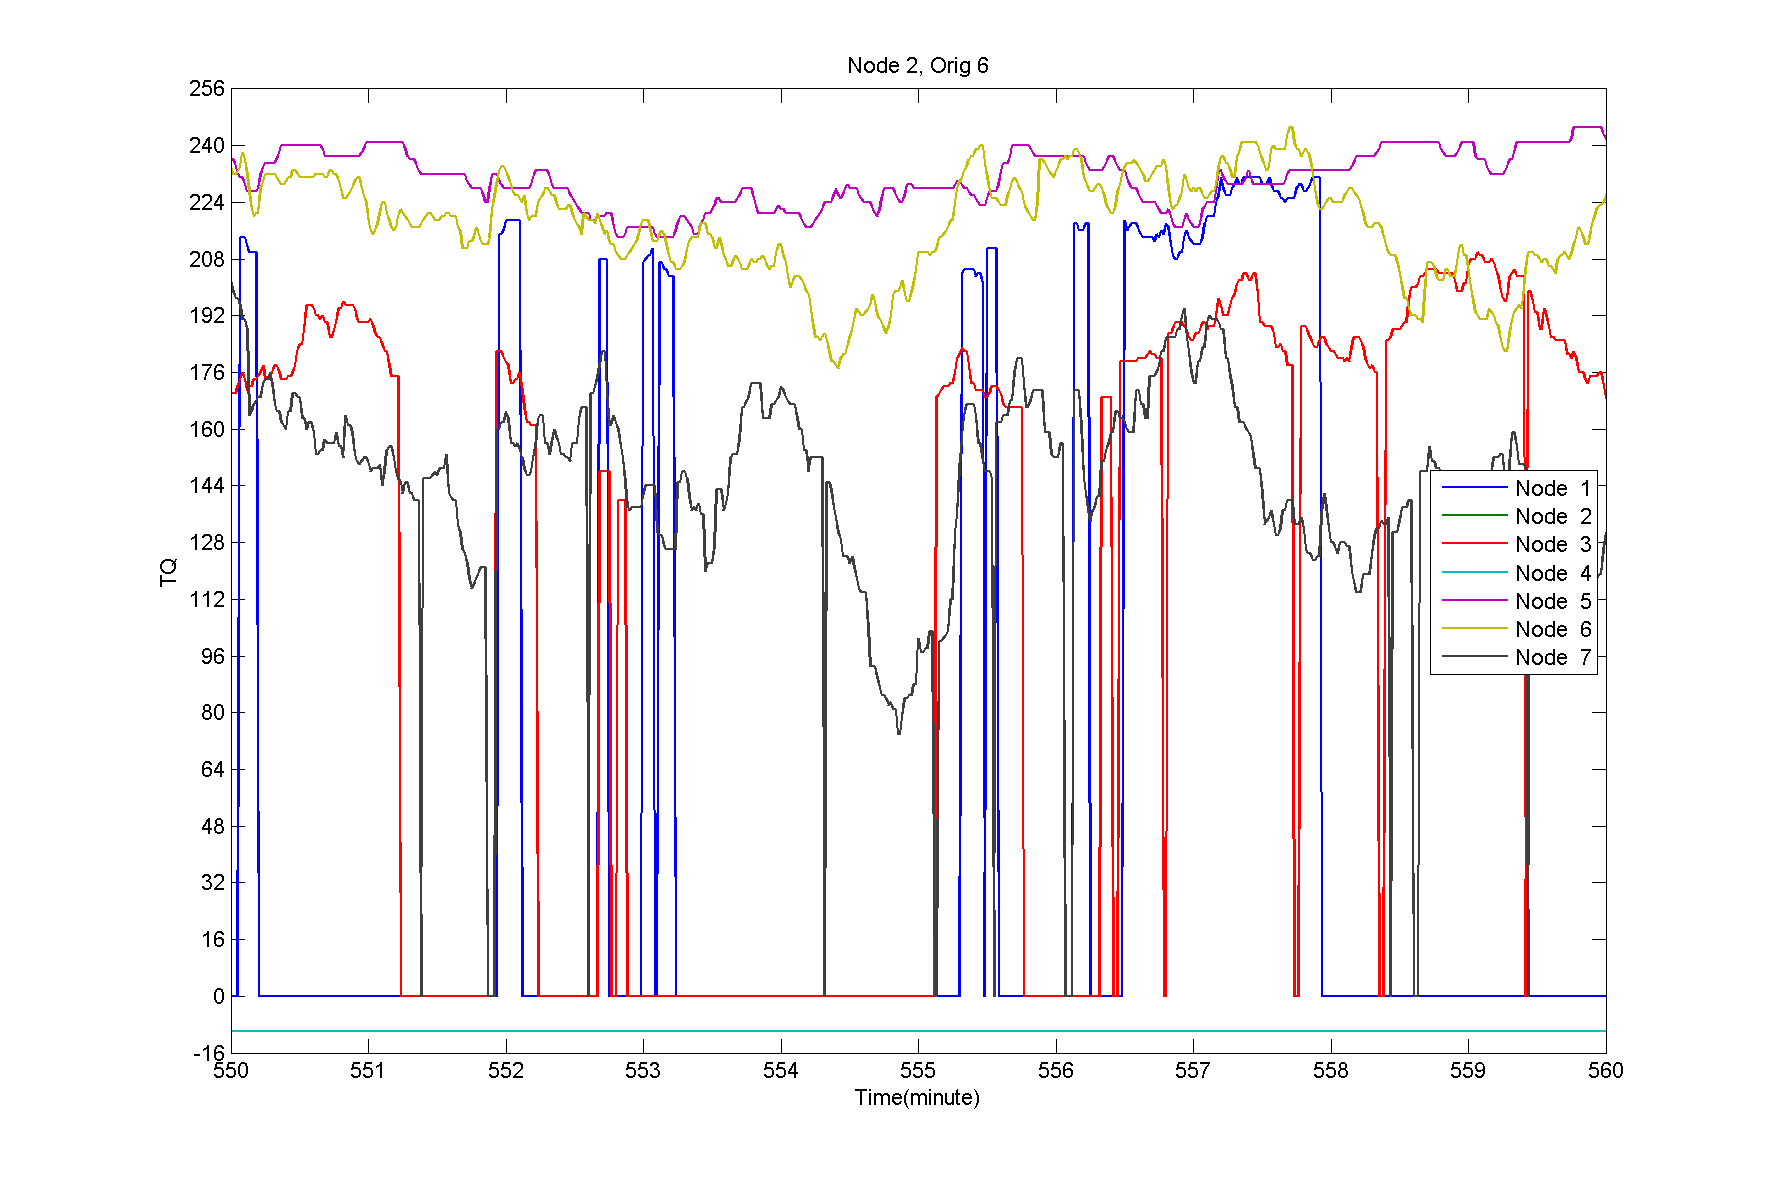 Node 2, Orig 6
256
240
224
208
192
176
160
144
128
112
96
80
64
48
32
16
0
-16
TQ
Node 1
Node 2
Node 3
Node 4
Node 5
Node 6
Node 7
550 551 552 553 554 555 556 557 558 559 560
Time(minute)